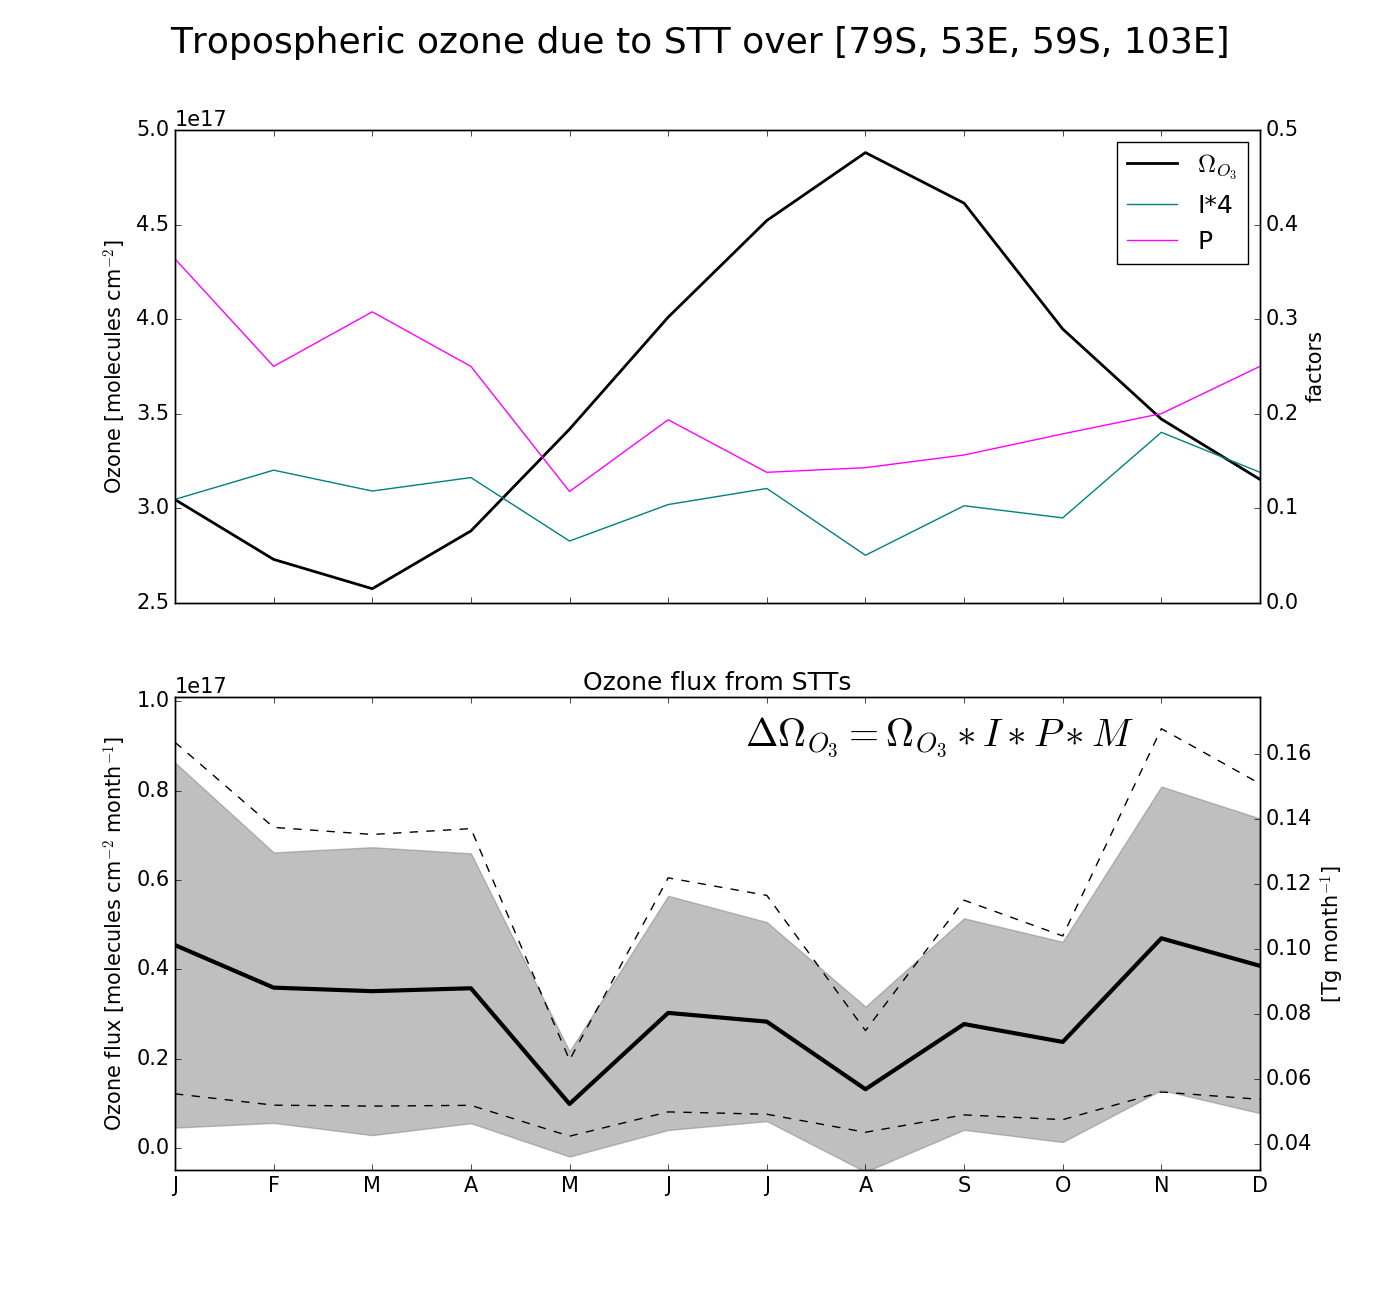 Tropospheric ozone due to STT over [79S, 53E, 59S, 103E]
1e17
5.0
4.5
4.0
3.5
3.0
2.5
Ozone [molecules cm⁻²]
0.5
0.4
0.3
0.2
0.1
0.0
factors
Ω_{O₃}
I*4
P
Ozone flux from STTs
1e17
ΔΩ_{O₃} = Ω_{O₃} * I * P * M
1.0
0.8
0.6
0.4
0.2
0.0
Ozone flux [molecules cm⁻² month⁻¹]
0.16
0.14
0.12
0.10
0.08
0.06
0.04
[Tg month⁻¹]
J F M A M J J A S O N D